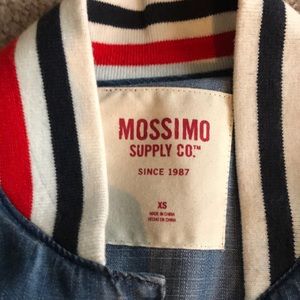 MOSSIMO
SUPPLY CO.™
SINCE 1987
XS
MADE IN CHINA
HECHO EN CHINA